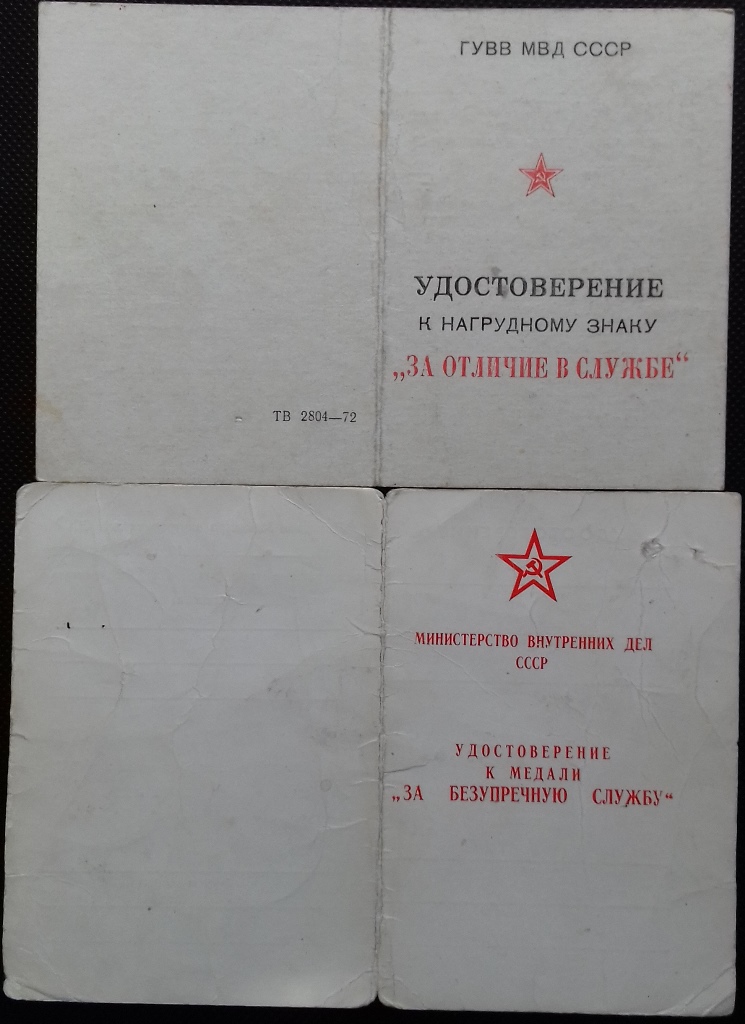 ГУВВ МВД СССР
УДОСТОВЕРЕНИЕ
К НАГРУДНОМУ ЗНАКУ
„ЗА ОТЛИЧИЕ В СЛУЖБЕ“
ТВ 2804—72
МИНИСТЕРСТВО ВНУТРЕННИХ ДЕЛ
СССР
УДОСТОВЕРЕНИЕ
К МЕДАЛИ
„ЗА БЕЗУПРЕЧНУЮ СЛУЖБУ“